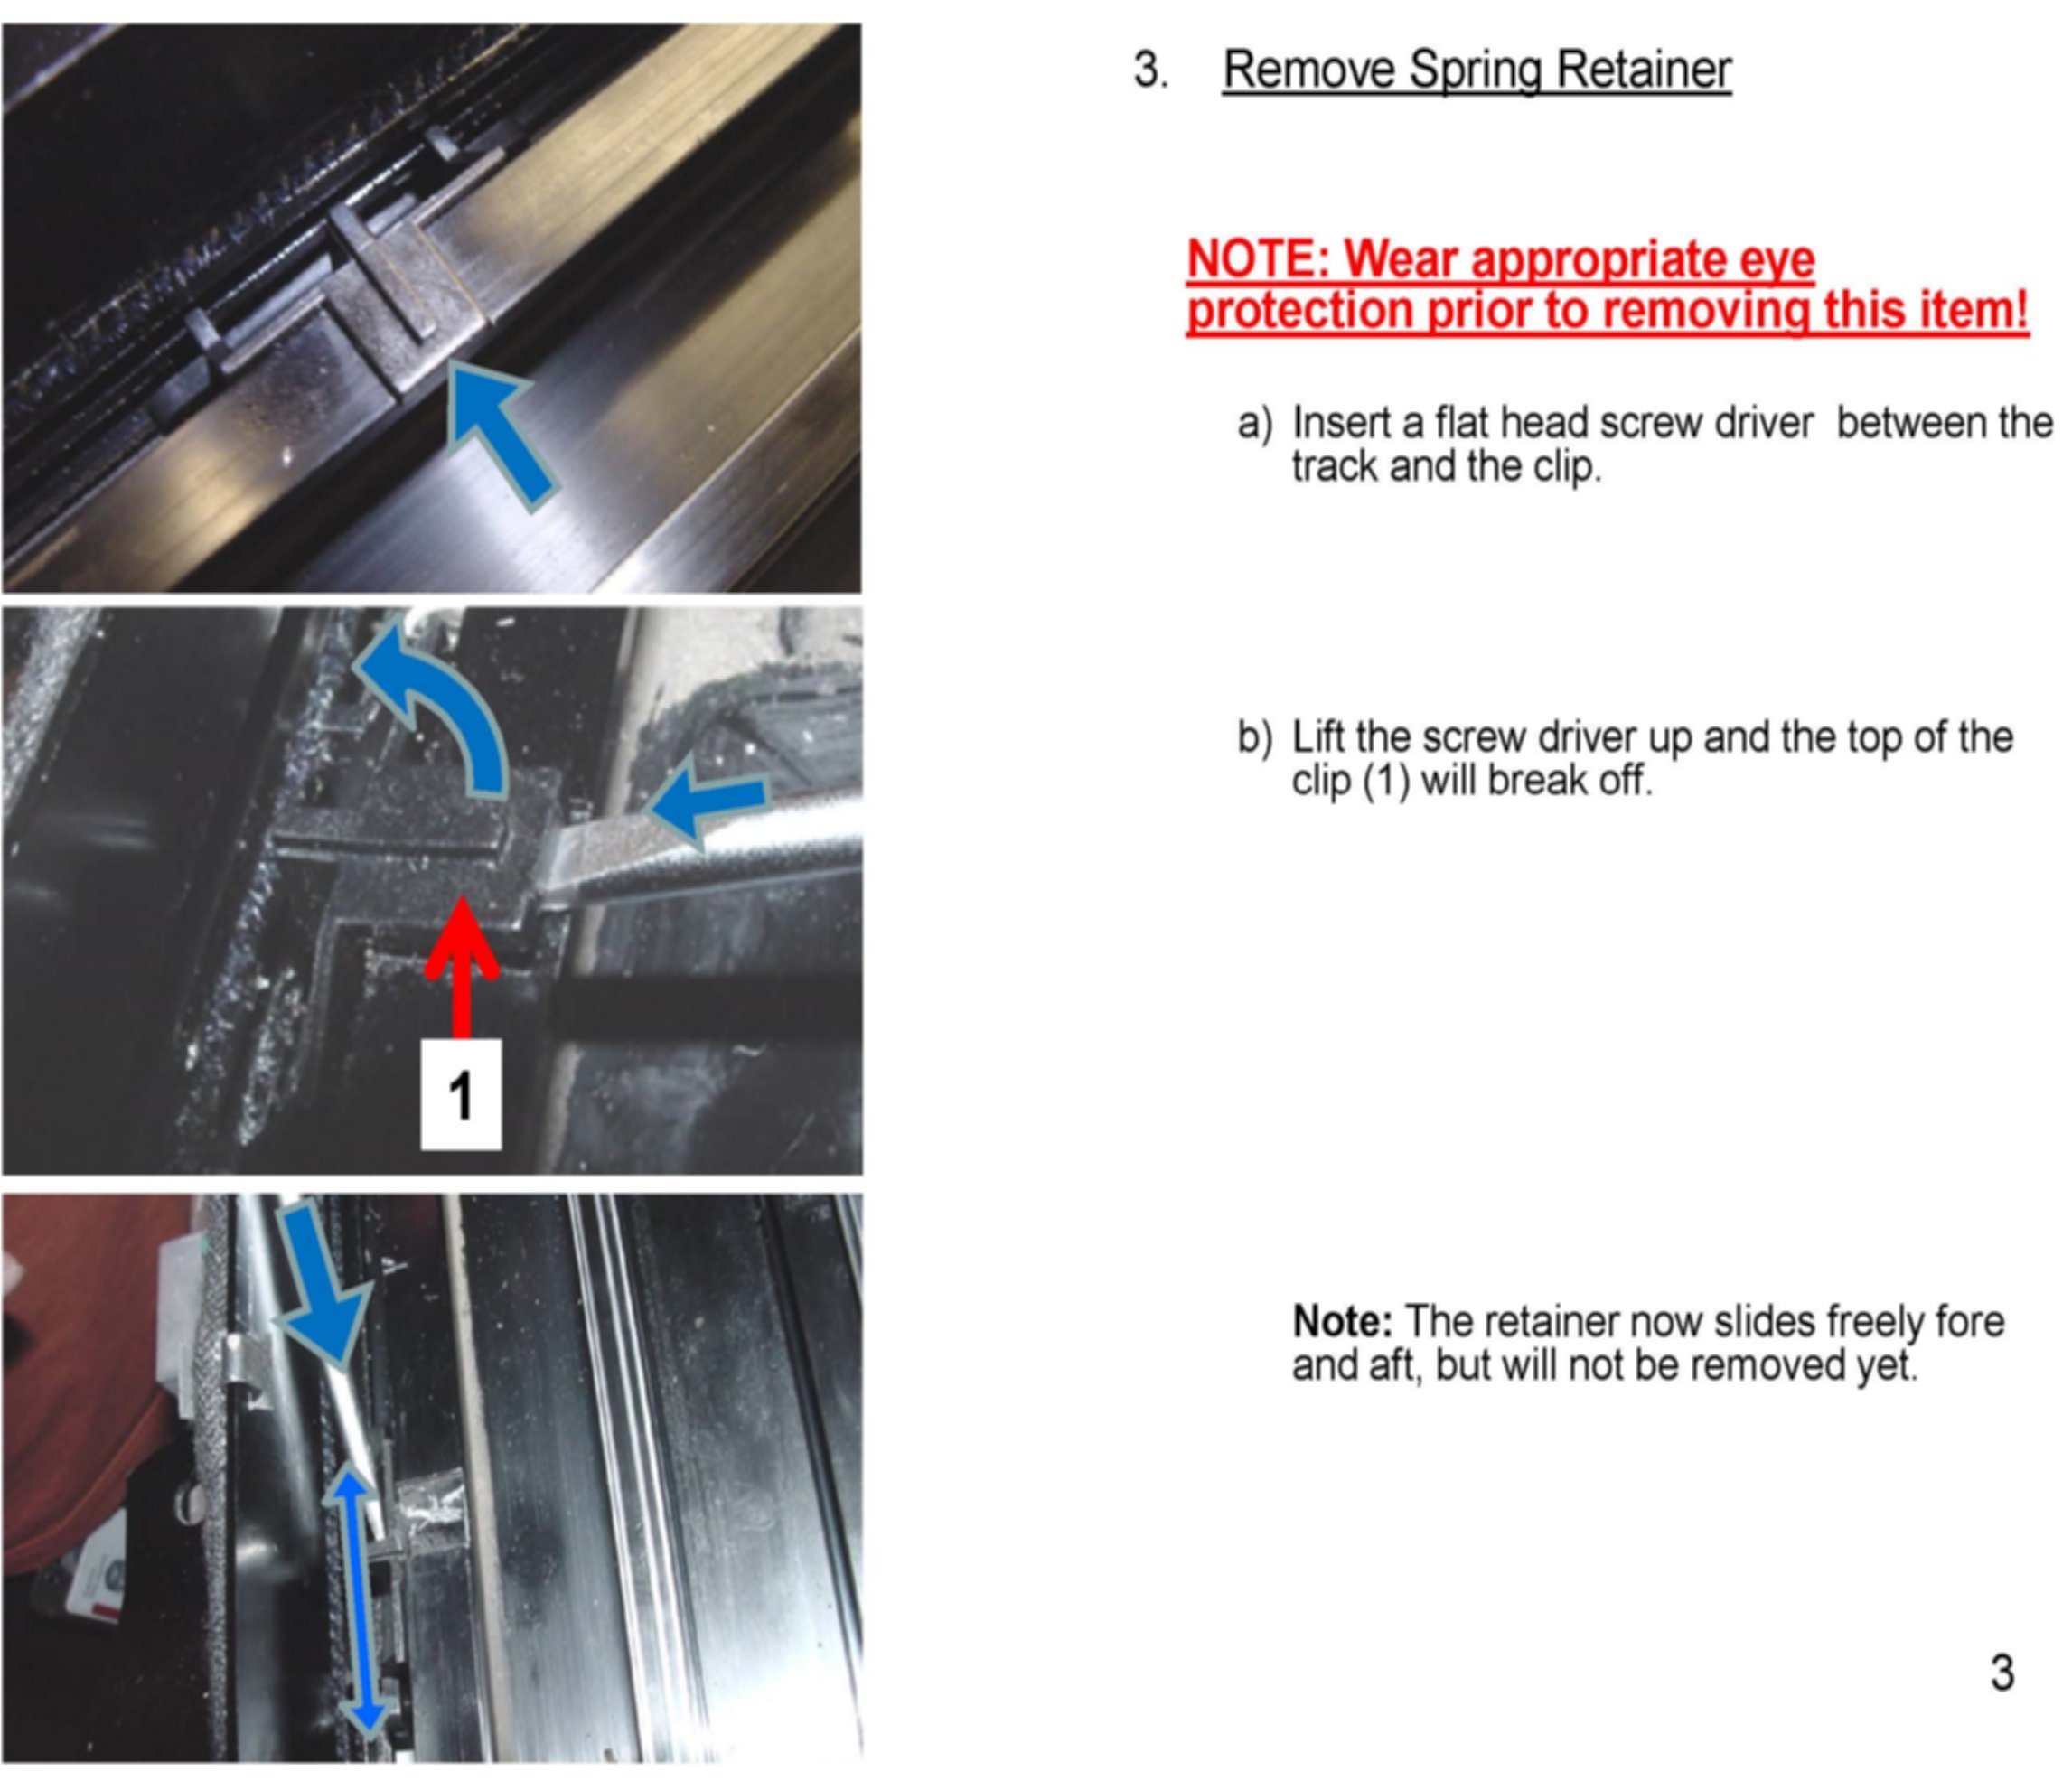 3. Remove Spring Retainer
NOTE: Wear appropriate eye
protection prior to removing this item!
a) Insert a flat head screw driver between the
track and the clip.
b) Lift the screw driver up and the top of the
clip (1) will break off.
1
Note: The retainer now slides freely fore
and aft, but will not be removed yet.
3